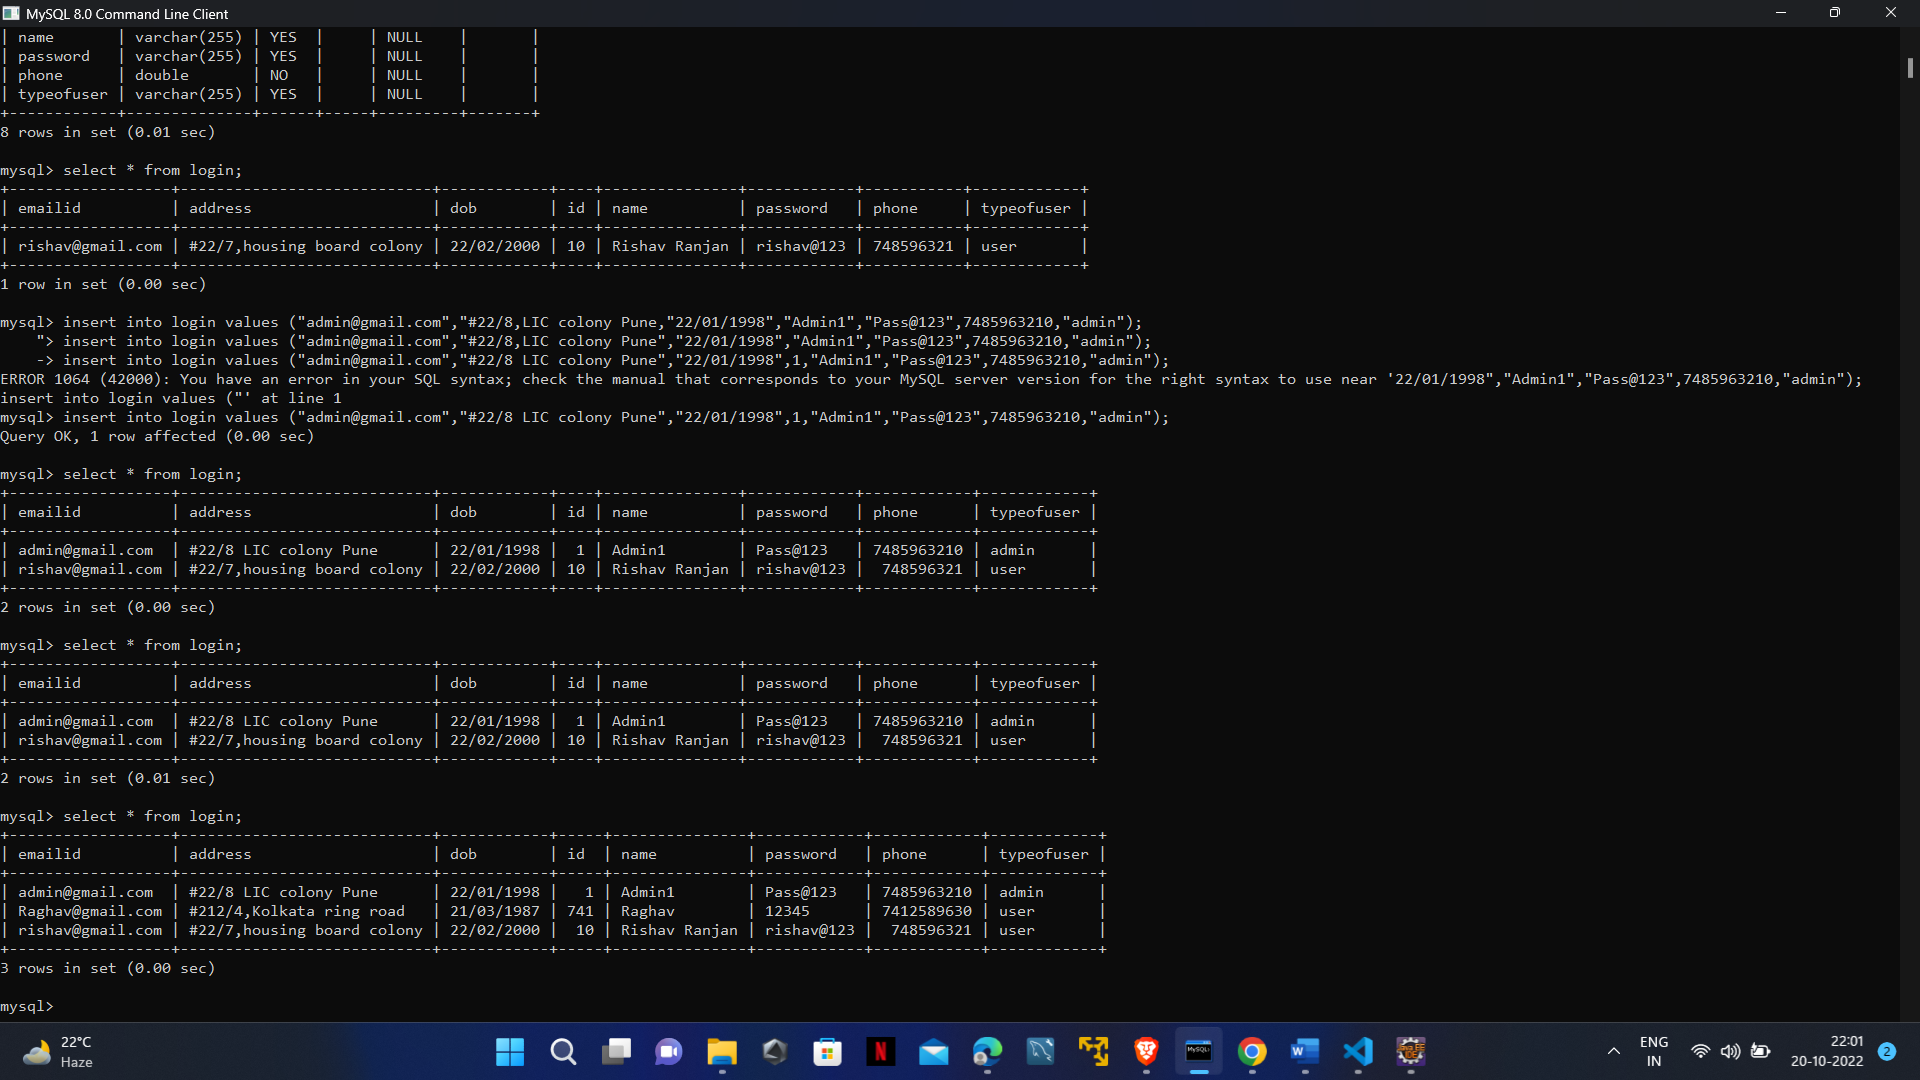 MySQL 8.0 Command Line Client
| name       | varchar(255) | YES  |     | NULL    |       |
| password   | varchar(255) | YES  |     | NULL    |       |
| phone      | double       | NO   |     | NULL    |       |
| typeofuser | varchar(255) | YES  |     | NULL    |       |
+------------+--------------+------+-----+---------+-------+
8 rows in set (0.01 sec)
mysql> select * from login;
+------------------+----------------------------+------------+----+---------------+------------+-----------+------------+
| emailid          | address                    | dob        | id | name          | password   | phone     | typeofuser |
+------------------+----------------------------+------------+----+---------------+------------+-----------+------------+
| rishav@gmail.com | #22/7,housing board colony | 22/02/2000 | 10 | Rishav Ranjan | rishav@123 | 748596321 | user       |
+------------------+----------------------------+------------+----+---------------+------------+-----------+------------+
1 row in set (0.00 sec)
mysql> insert into login values ("admin@gmail.com","#22/8,LIC colony Pune,"22/01/1998","Admin1","Pass@123",7485963210,"admin");
    "> insert into login values ("admin@gmail.com","#22/8,LIC colony Pune","22/01/1998","Admin1","Pass@123",7485963210,"admin");
    -> insert into login values ("admin@gmail.com","#22/8 LIC colony Pune","22/01/1998",1,"Admin1","Pass@123",7485963210,"admin");
ERROR 1064 (42000): You have an error in your SQL syntax; check the manual that corresponds to your MySQL server version for the right syntax to use near '22/01/1998","Admin1","Pass@123",7485963210,"admin");
insert into login values ("' at line 1
mysql> insert into login values ("admin@gmail.com","#22/8 LIC colony Pune","22/01/1998",1,"Admin1","Pass@123",7485963210,"admin");
Query OK, 1 row affected (0.00 sec)
mysql> select * from login;
+------------------+----------------------------+------------+----+---------------+------------+------------+------------+
| emailid          | address                    | dob        | id | name          | password   | phone      | typeofuser |
+------------------+----------------------------+------------+----+---------------+------------+------------+------------+
| admin@gmail.com  | #22/8 LIC colony Pune      | 22/01/1998 |  1 | Admin1        | Pass@123   | 7485963210 | admin      |
| rishav@gmail.com | #22/7,housing board colony | 22/02/2000 | 10 | Rishav Ranjan | rishav@123 |  748596321 | user       |
+------------------+----------------------------+------------+----+---------------+------------+------------+------------+
2 rows in set (0.00 sec)
mysql> select * from login;
+------------------+----------------------------+------------+----+---------------+------------+------------+------------+
| emailid          | address                    | dob        | id | name          | password   | phone      | typeofuser |
+------------------+----------------------------+------------+----+---------------+------------+------------+------------+
| admin@gmail.com  | #22/8 LIC colony Pune      | 22/01/1998 |  1 | Admin1        | Pass@123   | 7485963210 | admin      |
| rishav@gmail.com | #22/7,housing board colony | 22/02/2000 | 10 | Rishav Ranjan | rishav@123 |  748596321 | user       |
+------------------+----------------------------+------------+----+---------------+------------+------------+------------+
2 rows in set (0.01 sec)
mysql> select * from login;
+------------------+----------------------------+------------+-----+---------------+------------+------------+------------+
| emailid          | address                    | dob        | id  | name          | password   | phone      | typeofuser |
+------------------+----------------------------+------------+-----+---------------+------------+------------+------------+
| admin@gmail.com  | #22/8 LIC colony Pune      | 22/01/1998 |   1 | Admin1        | Pass@123   | 7485963210 | admin      |
| Raghav@gmail.com | #212/4,Kolkata ring road   | 21/03/1987 | 741 | Raghav        | 12345      | 7412589630 | user       |
| rishav@gmail.com | #22/7,housing board colony | 22/02/2000 |  10 | Rishav Ranjan | rishav@123 |  748596321 | user       |
+------------------+----------------------------+------------+-----+---------------+------------+------------+------------+
3 rows in set (0.00 sec)
mysql>
22°C
Haze
N
MySQL
W
Java EE
IDE
ENG
IN
22:01
20-10-2022
2